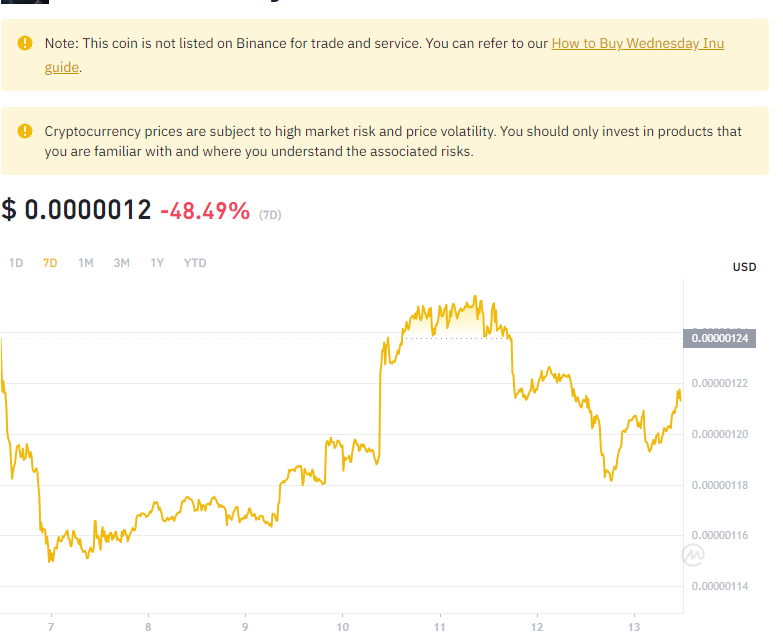 Note: This coin is not listed on Binance for trade and service. You can refer to our How to Buy Wednesday Inu
guide.
Cryptocurrency prices are subject to high market risk and price volatility. You should only invest in products that
you are familiar with and where you understand the associated risks.
$ 0.0000012 -48.49% (7D)
1D 7D 1M 3M 1Y YTD
USD
0.00000124
0.00000122
0.00000120
0.00000118
0.00000116
0.00000114
7 8 9 10 11 12 13